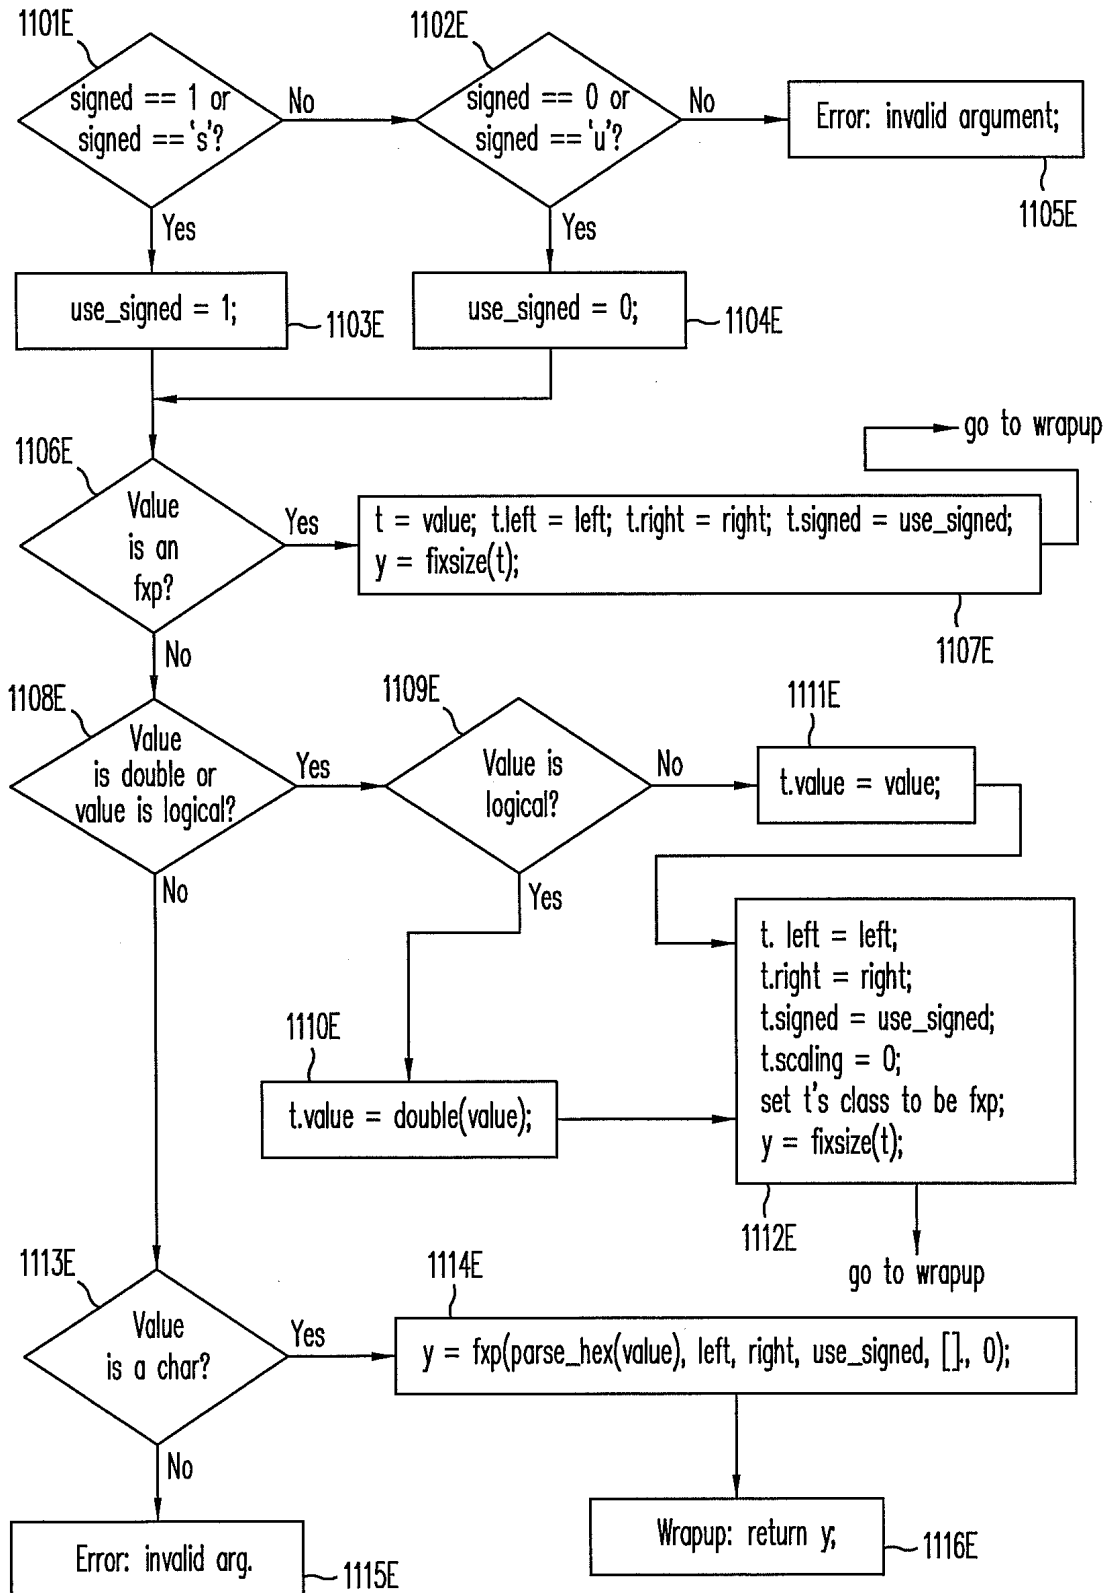 1101E
signed == 1 or
signed == 's'?
No
1102E
signed == 0 or
signed == 'u'?
No
Error: invalid argument;
1105E
Yes
Yes
use_signed = 1;
1103E
use_signed = 0;
1104E
go to wrapup
1106E
Value
is an
fxp?
Yes
t = value; t.left = left; t.right = right; t.signed = use_signed;
y = fixsize(t);
1107E
No
1108E
Value
is double or
value is logical?
Yes
1109E
Value is
logical?
No
1111E
t.value = value;
No
Yes
t. left = left;
t.right = right;
t.signed = use_signed;
t.scaling = 0;
set t's class to be fxp;
y = fixsize(t);
1110E
t.value = double(value);
1112E
go to wrapup
1113E
Value
is a char?
Yes
1114E
y = fxp(parse_hex(value), left, right, use_signed, []., 0);
No
Error: invalid arg.
1115E
Wrapup: return y;
1116E